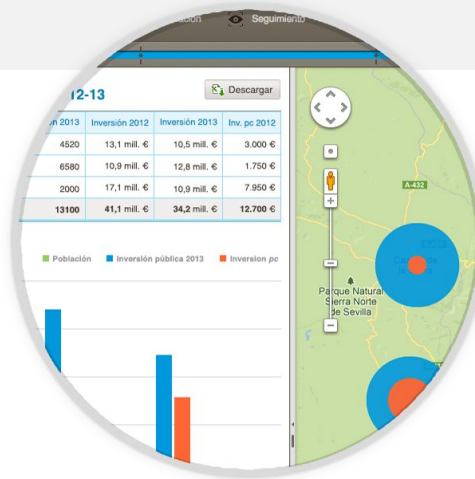 Seguimiento
12-13
Descargar
2013 Inversión 2012 Inversión 2013 Inv. pc 2012
4520 13,1 mill. € 10,5 mill. € 3.000 €
6580 10,9 mill. € 12,8 mill. € 1.750 €
2000 17,1 mill. € 10,9 mill. € 7.950 €
13100 41,1 mill. € 34,2 mill. € 12.700 €
Población Inversión pública 2013 Inversion pc
A-432
Parque Natural
Sierra Norte
de Sevilla